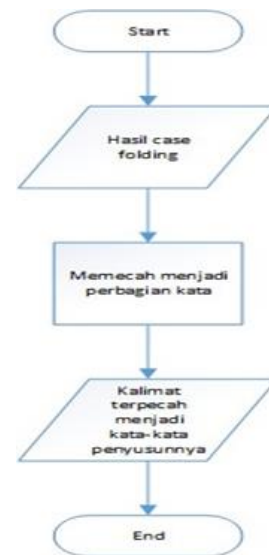 Start
Hasil case
folding
Memecah menjadi
perbagian kata
Kalimat
terpecah
menjadi
kata-kata
penyusunnya
End